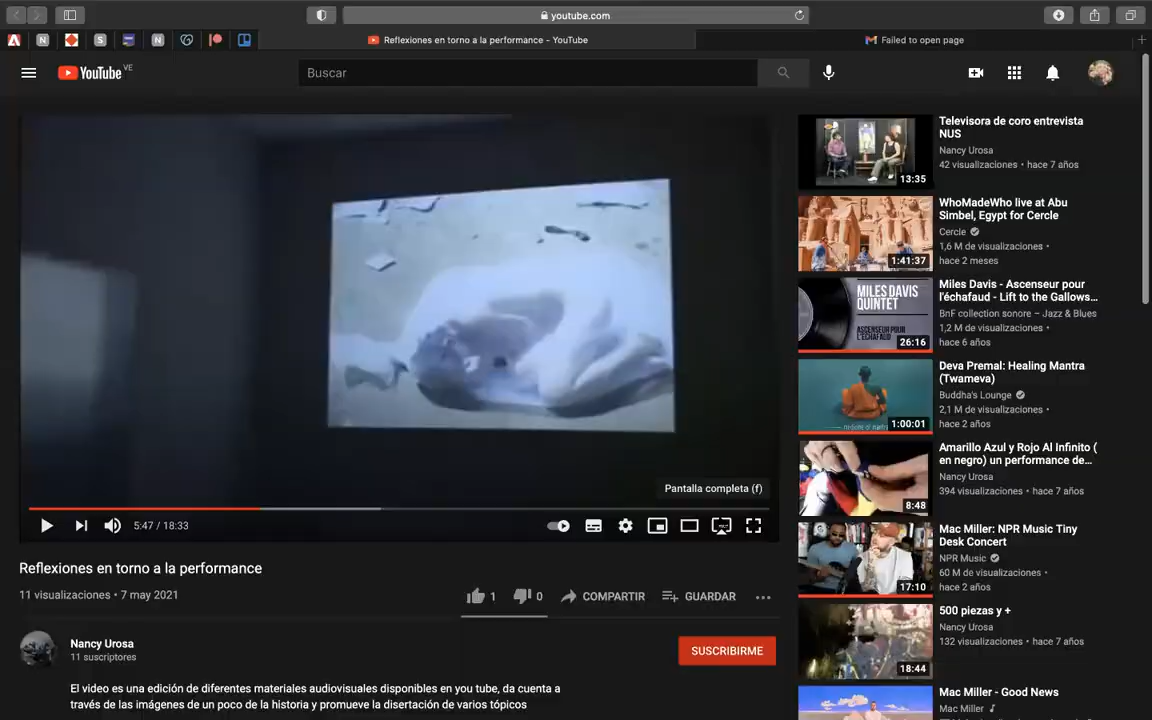 youtube.com
Reflexiones en torno a la performance - YouTube
Failed to open page
YouTube VE
Buscar
Pantalla completa (f)
5:47 / 18:33
Reflexiones en torno a la performance
11 visualizaciones • 7 may 2021
1
0
COMPARTIR
GUARDAR
Nancy Urosa
11 suscriptores
SUSCRIBIRME
El video es una edición de diferentes materiales audiovisuales disponibles en you tube, da cuenta a
través de las imágenes de un poco de la historia y promueve la disertación de varios tópicos
13:35
Televisora de coro entrevista
NUS
Nancy Urosa
42 visualizaciones • hace 7 años
1:41:37
WhoMadeWho live at Abu
Simbel, Egypt for Cercle
Cercle
1,6 M de visualizaciones •
hace 2 meses
MILES DAVIS
QUINTET
ASCENSEUR POUR
L'ÉCHAFAUD
26:16
Miles Davis - Ascenseur pour
l'échafaud - Lift to the Gallows...
BnF collection sonore – Jazz & Blues
1,2 M de visualizaciones •
hace 6 años
1:00:01
Deva Premal: Healing Mantra
(Twameva)
Buddha's Lounge
2,1 M de visualizaciones •
hace 2 años
8:48
Amarillo Azul y Rojo Al Infinito (
en negro) un performance de...
Nancy Urosa
394 visualizaciones • hace 7 años
17:10
Mac Miller: NPR Music Tiny
Desk Concert
NPR Music
60 M de visualizaciones •
hace 2 años
18:44
500 piezas y +
Nancy Urosa
132 visualizaciones • hace 7 años
Mac Miller - Good News
Mac Miller